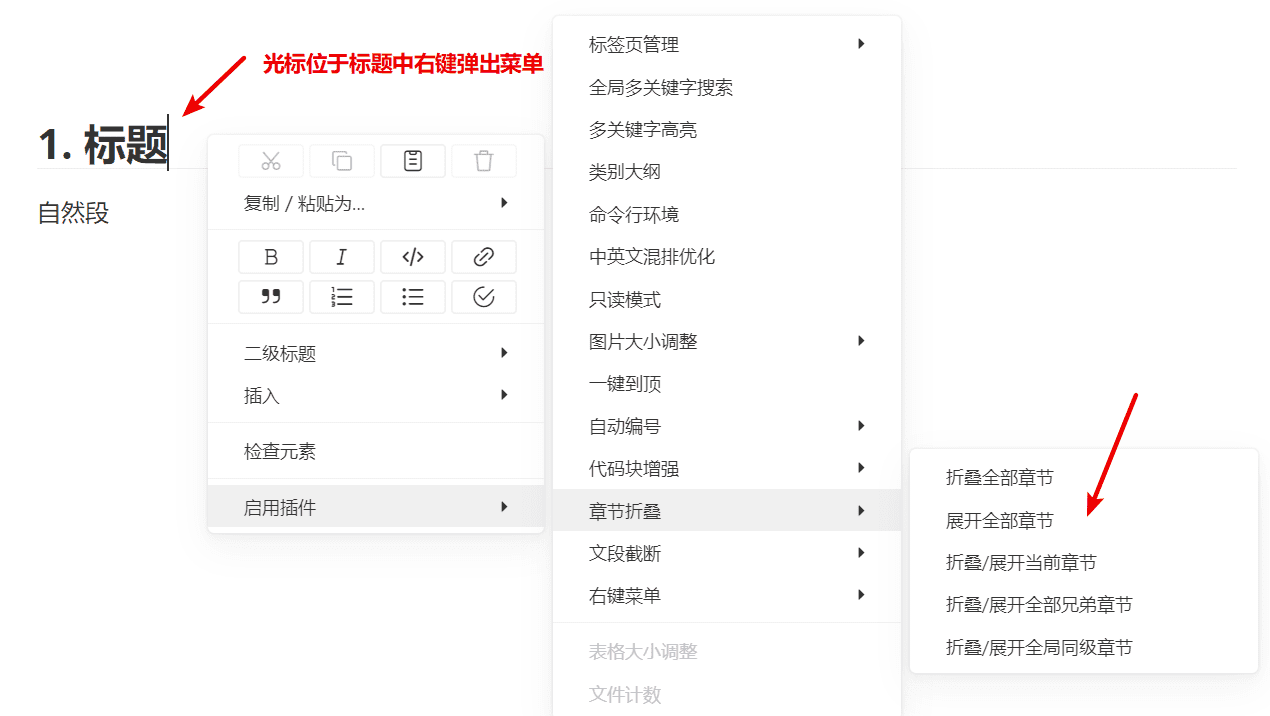 光标位于标题中右键弹出菜单
1. 标题
自然段
复制 / 粘贴为...
B I </>
二级标题
插入
检查元素
启用插件
标签页管理
全局多关键字搜索
多关键字高亮
类别大纲
命令行环境
中英文混排优化
只读模式
图片大小调整
一键到顶
自动编号
代码块增强
章节折叠
文段截断
右键菜单
表格大小调整
文件计数
折叠全部章节
展开全部章节
折叠/展开当前章节
折叠/展开全部兄弟章节
折叠/展开全局同级章节